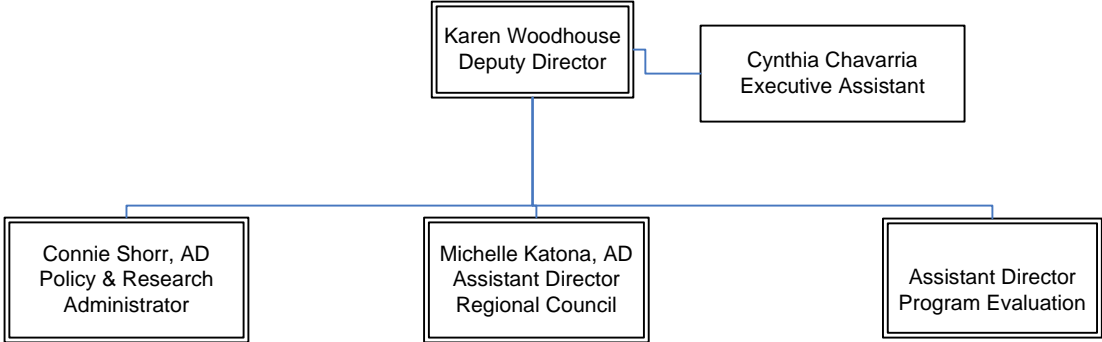 Karen Woodhouse
Deputy Director
Cynthia Chavarria
Executive Assistant
Connie Shorr, AD
Policy & Research
Administrator
Michelle Katona, AD
Assistant Director
Regional Council
Assistant Director
Program Evaluation